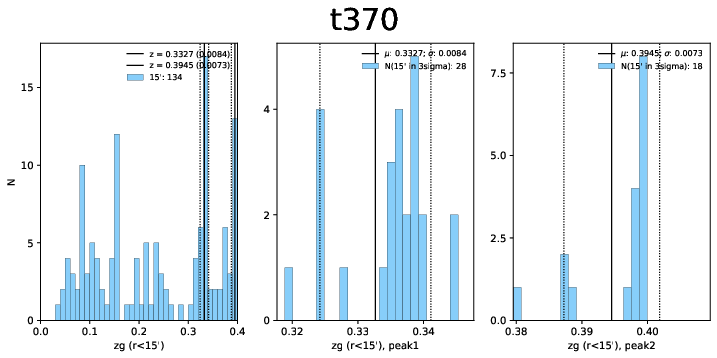 t370
z = 0.3327 (0.0084)
z = 0.3945 (0.0073)
15': 134
N
0
5
10
15
0.0
0.1
0.2
0.3
0.4
zg (r<15')
μ: 0.3327; σ: 0.0084
N(15' in 3sigma): 28
0
2
4
0.32
0.33
0.34
zg (r<15'), peak1
μ: 0.3945; σ: 0.0073
N(15' in 3sigma): 18
0.0
2.5
5.0
7.5
0.38
0.39
0.40
zg (r<15'), peak2